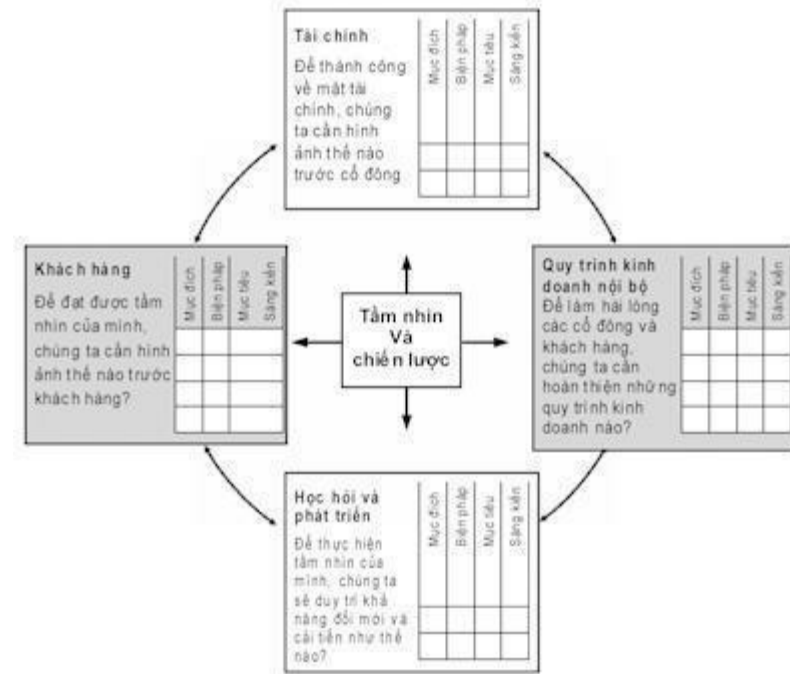 Tài chính
Để thành công
về mặt tài
chính, chúng
ta cần hình
ảnh thế nào
trước cổ đông
Mục đích
Biện pháp
Mục tiêu
Sáng kiến
Khách hàng
Để đạt được tầm
nhìn của mình,
chúng ta cần hình
ảnh thế nào trước
khách hàng?
Mục đích
Biện pháp
Mục tiêu
Sáng kiến
Tầm nhìn
Và
chiến lược
Quy trình kinh
doanh nội bộ
Để làm hài lòng
các cổ đông và
khách hàng,
chúng ta cần
hoàn thiện những
quy trình kinh
doanh nào?
Mục đích
Biện pháp
Mục tiêu
Sáng kiến
Học hỏi và
phát triển
Để thực hiện
tầm nhìn của
mình, chúng ta
sẽ duy trì khả
năng đổi mới và
cải tiến như thế
nào?
Mục đích
Biện pháp
Mục tiêu
Sáng kiến